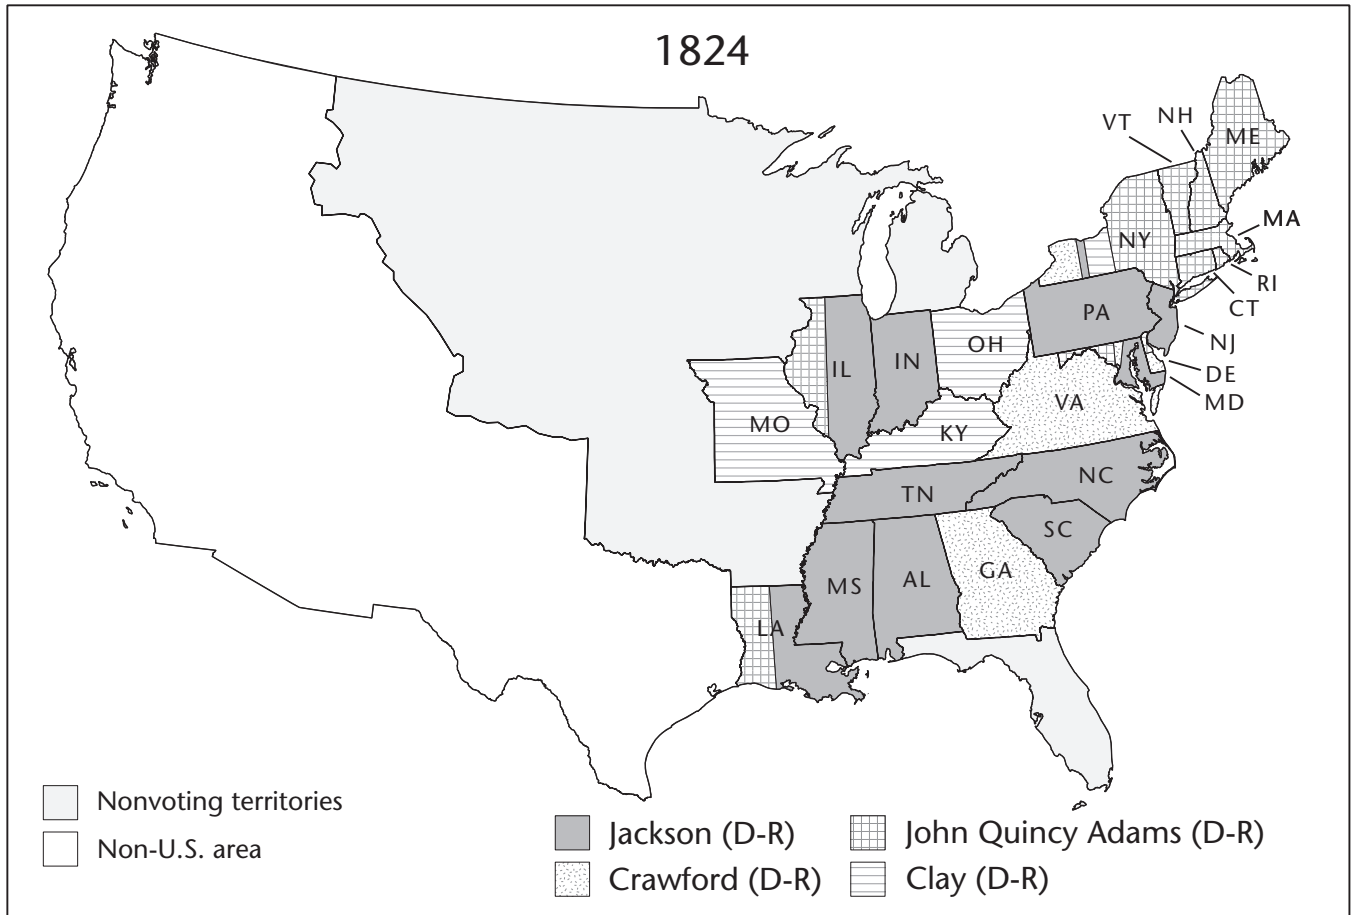 1824
VT
NH
ME
MA
NY
RI
CT
PA
NJ
OH
DE
IL
IN
MD
VA
MO
KY
NC
TN
SC
GA
MS
AL
LA
Nonvoting territories
Non-U.S. area
Jackson (D-R)
John Quincy Adams (D-R)
Crawford (D-R)
Clay (D-R)